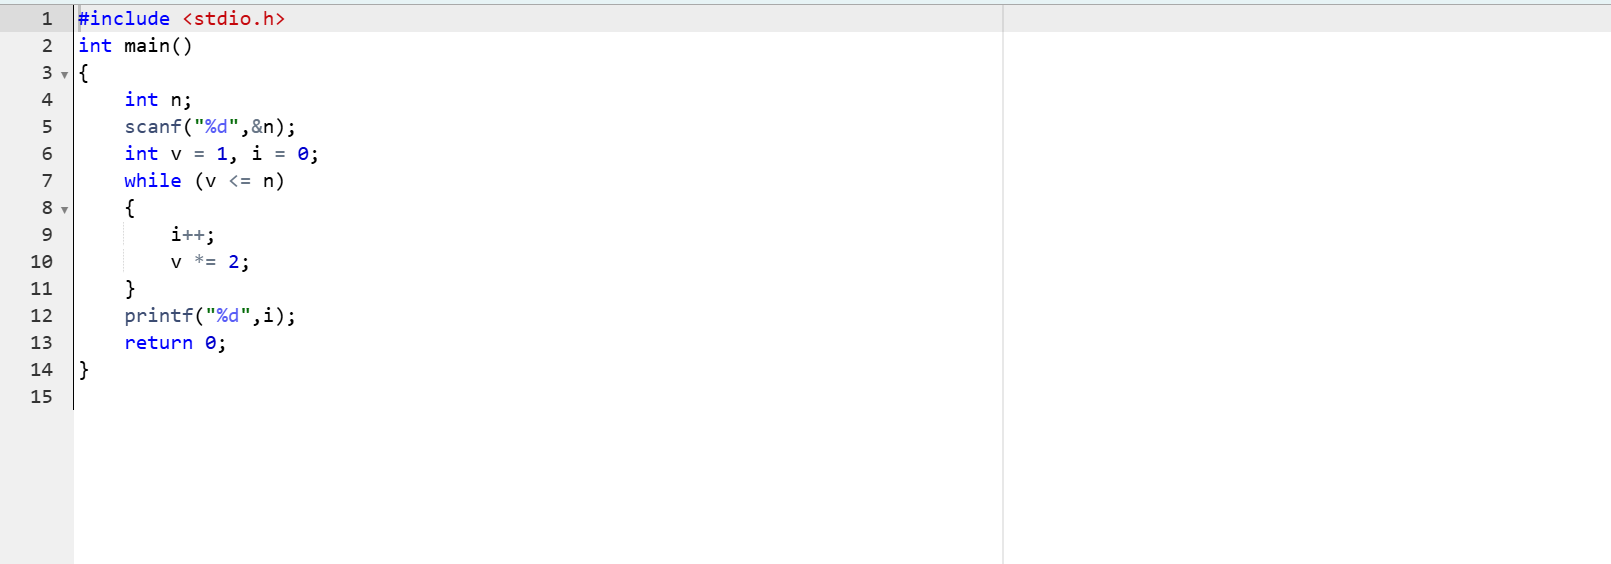 1 #include <stdio.h>
2 int main()
3 {
4     int n;
5     scanf("%d",&n);
6     int v = 1, i = 0;
7     while (v <= n)
8     {
9         i++;
10         v *= 2;
11     }
12     printf("%d",i);
13     return 0;
14 }
15